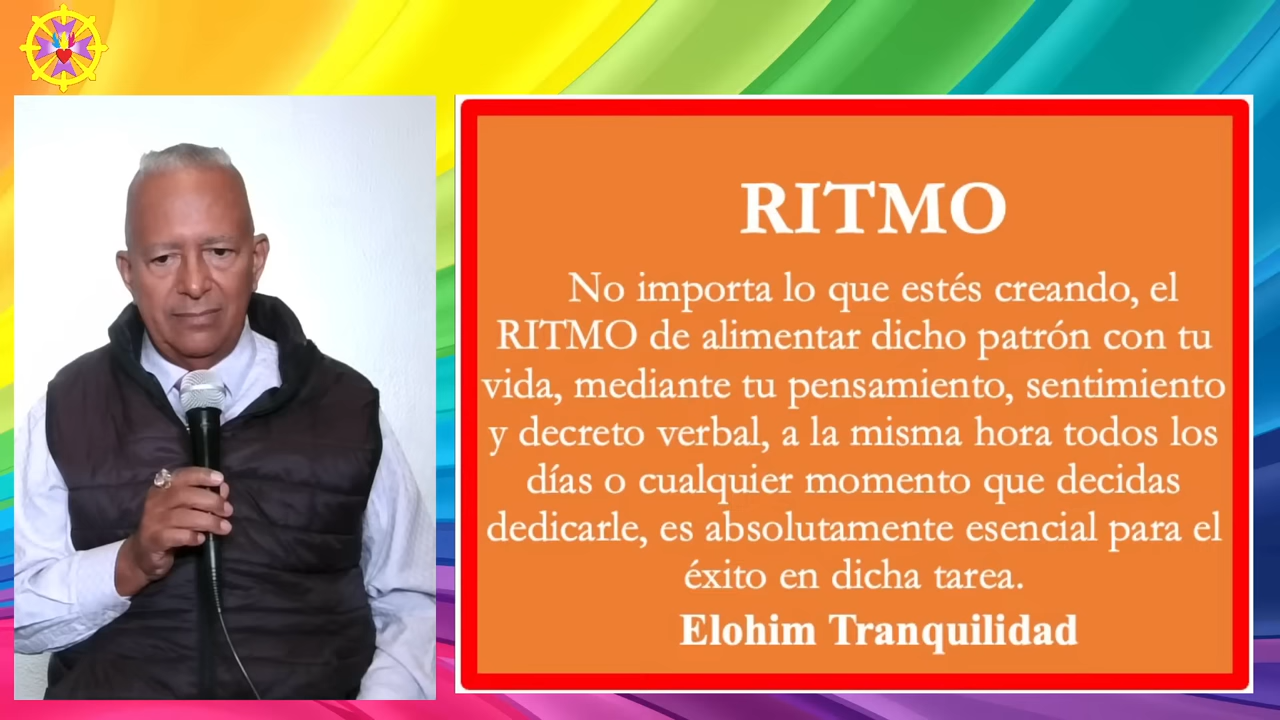 RITMO
No importa lo que estés creando, el
RITMO de alimentar dicho patrón con tu
vida, mediante tu pensamiento, sentimiento
y decreto verbal, a la misma hora todos los
días o cualquier momento que decidas
dedicarle, es absolutamente esencial para el
éxito en dicha tarea.
Elohim Tranquilidad